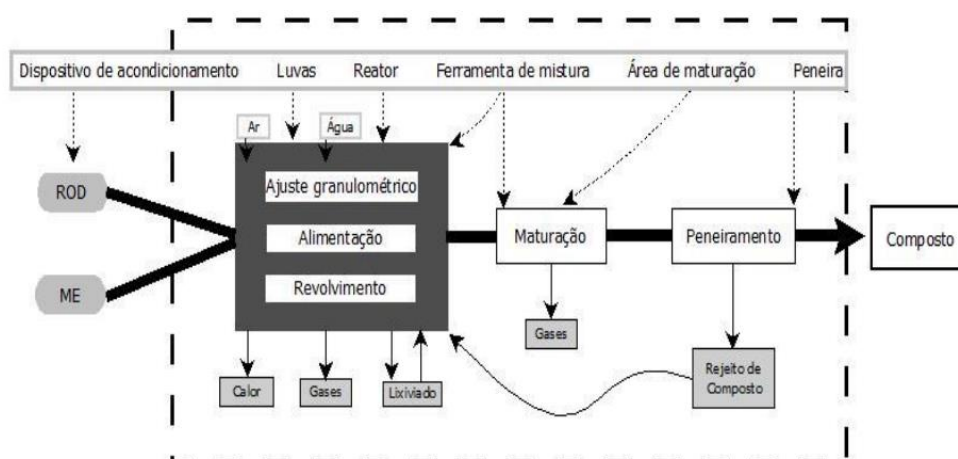 Dispositivo de acondicionamento Luvas Reator Ferramenta de mistura Área de maturação Peneira
Ar Água
Ajuste granulométrico
ROD
Alimentação Maturação Peneiramento Composto
ME
Revolvimento
Gases
Rejeito de
Composto
Calor Gases Lixiviado